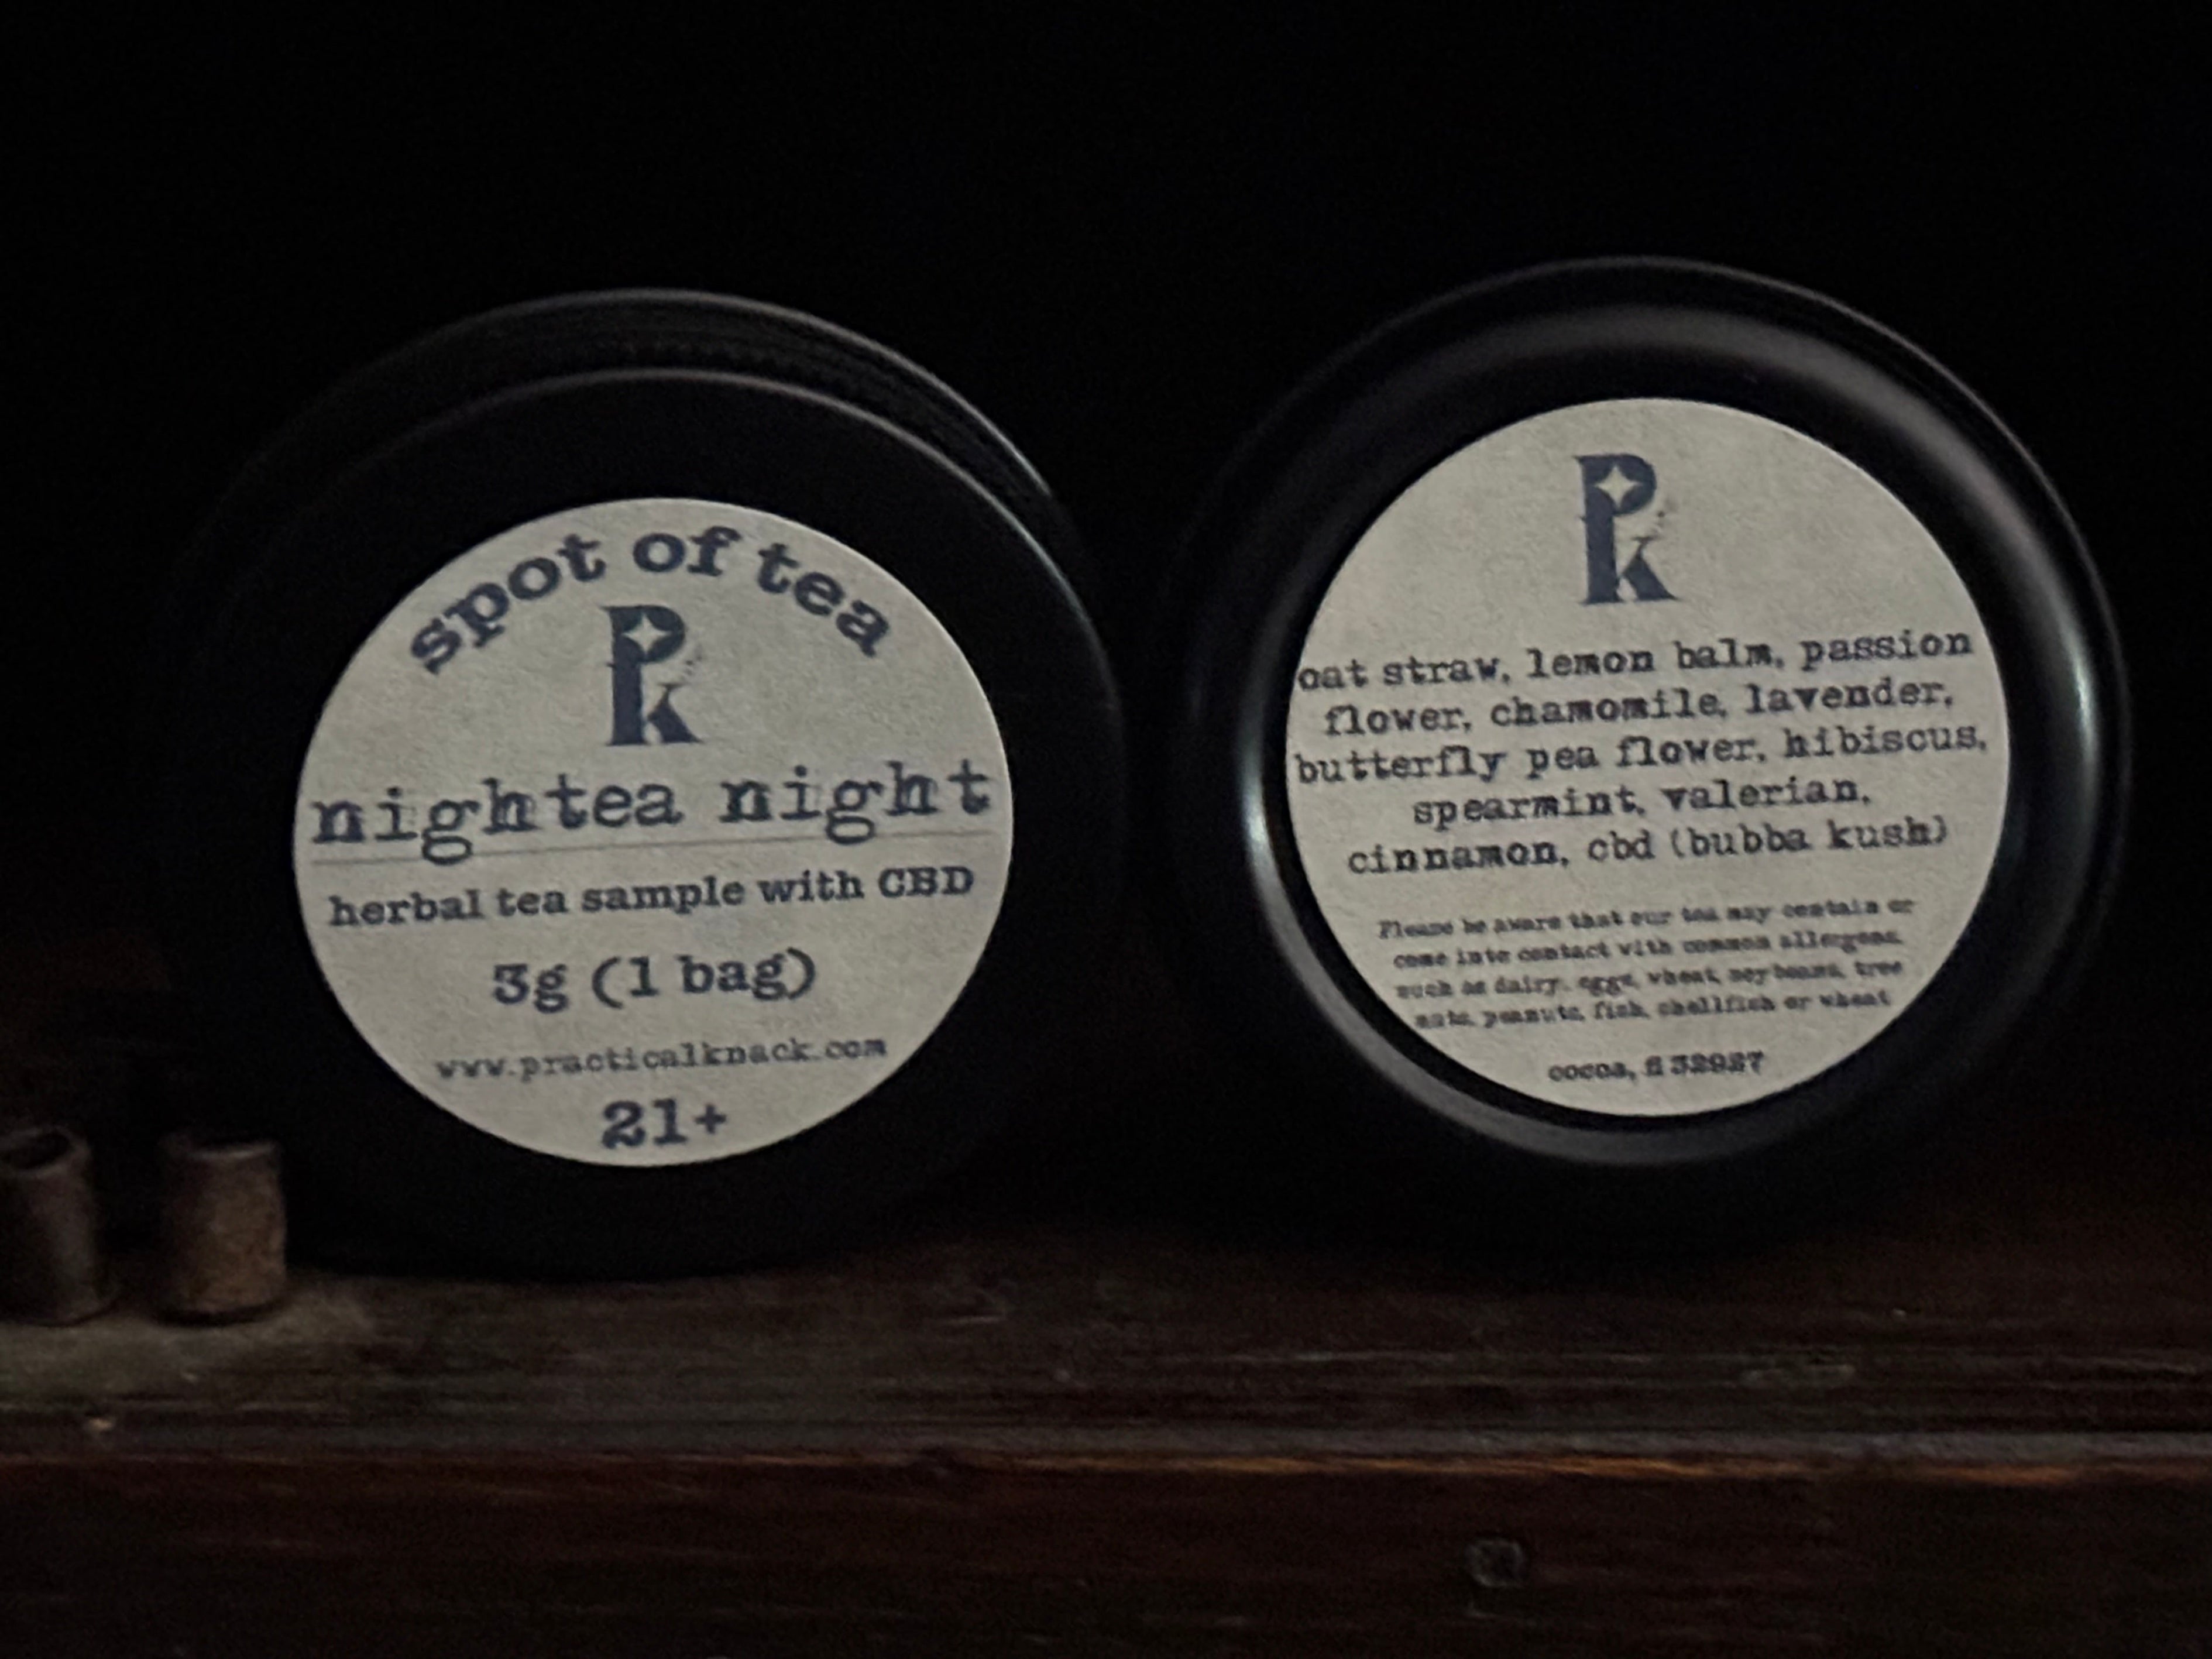 spot of tea
Pk
nightea night
herbal tea sample with CBD
3g (1 bag)
www.practicalknack.com
21+
Pk
oat straw, lemon balm, passion
flower, chamomile, lavender,
butterfly pea flower, hibiscus,
spearmint, valerian,
cinnamon, cbd (bubba kush)
Please be aware that our tea may contain or
come into contact with common allergens,
such as dairy, eggs, wheat, soybeans, tree
nuts, peanuts, fish, shellfish or wheat
cocoa, fl 32927